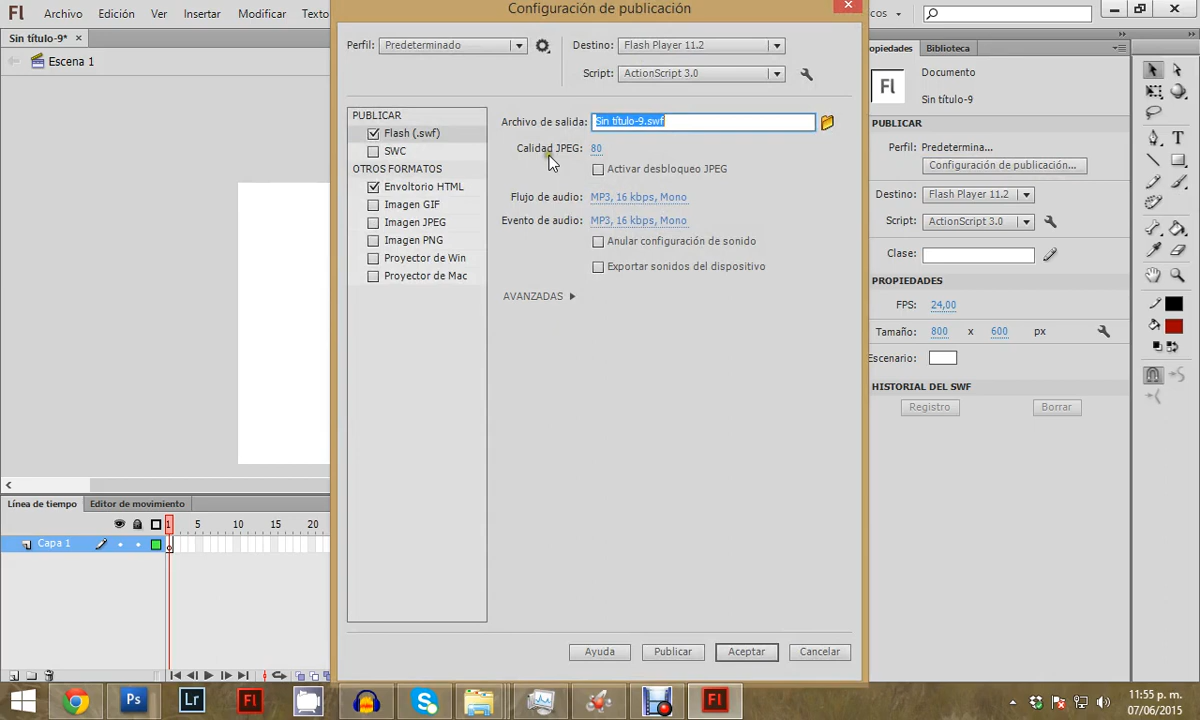 Fl Archivo Edición Ver Insertar Modificar Texto
Configuración de publicación
Sin título-9* ×
Escena 1
Perfil: Predeterminado
Destino: Flash Player 11.2
Script: ActionScript 3.0
PUBLICAR
Flash (.swf)
SWC
OTROS FORMATOS
Envoltorio HTML
Imagen GIF
Imagen JPEG
Imagen PNG
Proyector de Win
Proyector de Mac
Archivo de salida: Sin título-9.swf
Calidad JPEG: 80
Activar desbloqueo JPEG
Flujo de audio: MP3, 16 kbps, Mono
Evento de audio: MP3, 16 kbps, Mono
Anular configuración de sonido
Exportar sonidos del dispositivo
AVANZADAS
Ayuda Publicar Aceptar Cancelar
cos
opiedades Biblioteca
Fl Documento
Sin título-9
PUBLICAR
Perfil: Predetermina...
Configuración de publicación...
Destino: Flash Player 11.2
Script: ActionScript 3.0
Clase:
PROPIEDADES
FPS: 24,00
Tamaño: 800 x 600 px
Escenario:
HISTORIAL DEL SWF
Registro Borrar
Línea de tiempo Editor de movimiento
1 5 10 15 20
Capa 1
Ps Lr Fl Fl
11:55 p. m.
07/06/2015